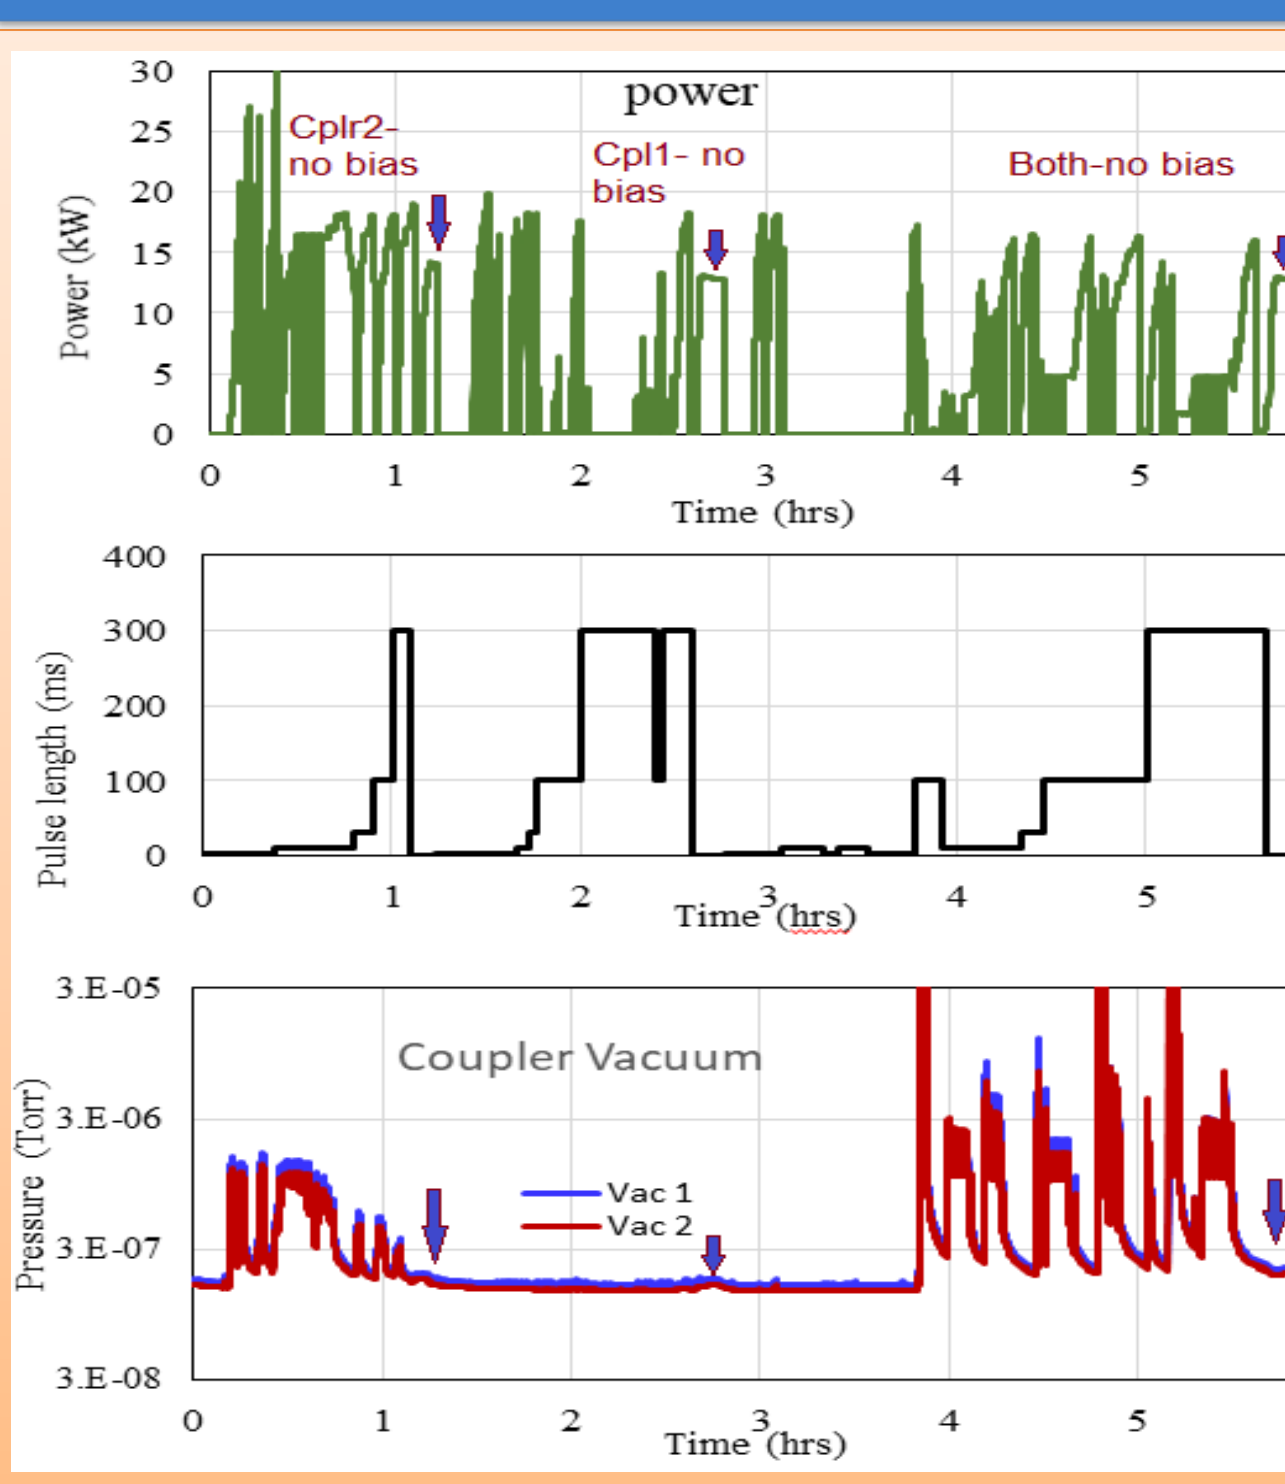 power
30
25
20
15
10
5
0
Power (kW)
Cplr2-
no bias
Cpl1- no
bias
Both-no bias
0 1 2 3 4 5
Time (hrs)
400
300
200
100
0
Pulse length (ms)
0 1 2 3 4 5
Time (hrs)
3.E-05
3.E-06
3.E-07
3.E-08
Pressure (Torr)
Coupler Vacuum
Vac 1
Vac 2
0 1 2 3 4 5
Time (hrs)